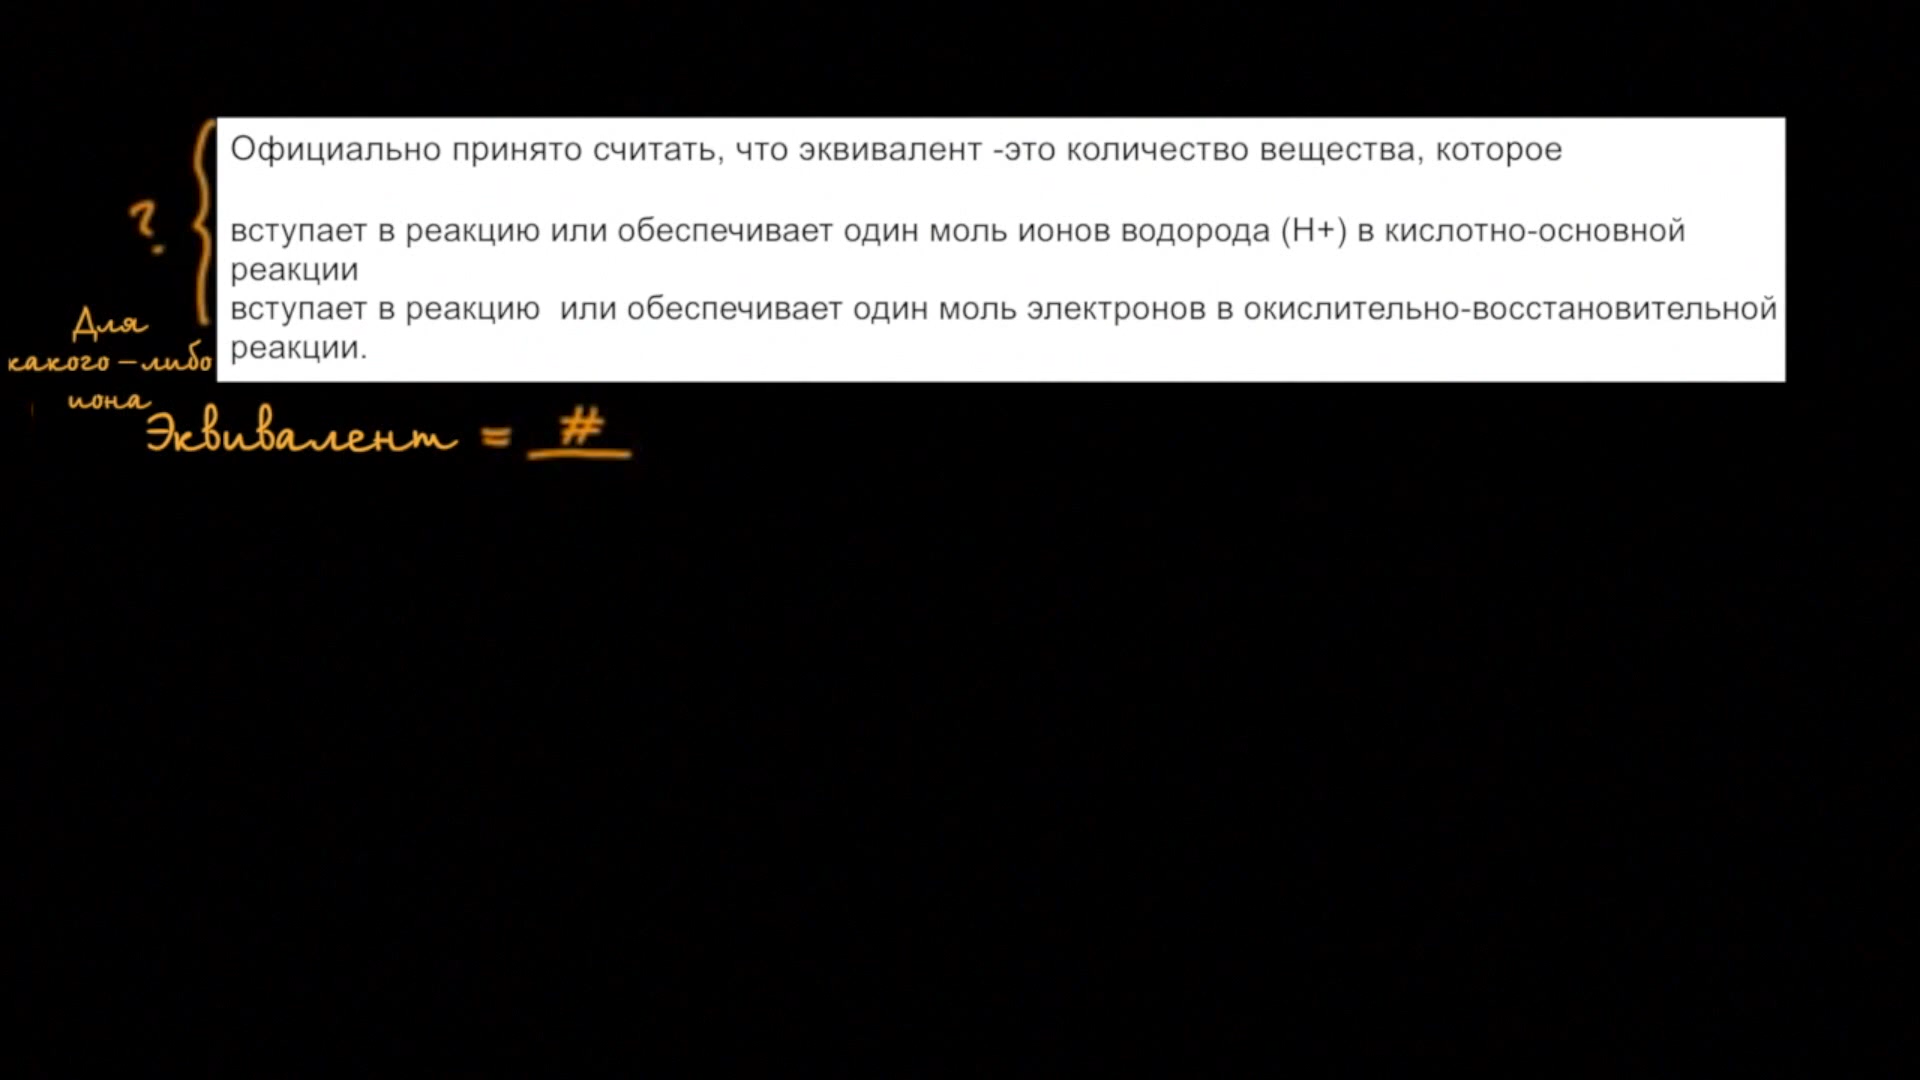 Официально принято считать, что эквивалент -это количество вещества, которое
вступает в реакцию или обеспечивает один моль ионов водорода (H+) в кислотно-основной
реакции
вступает в реакцию  или обеспечивает один моль электронов в окислительно-восстановительной
реакции.
?
Для
какого-либо
иона
Эквивалент = #